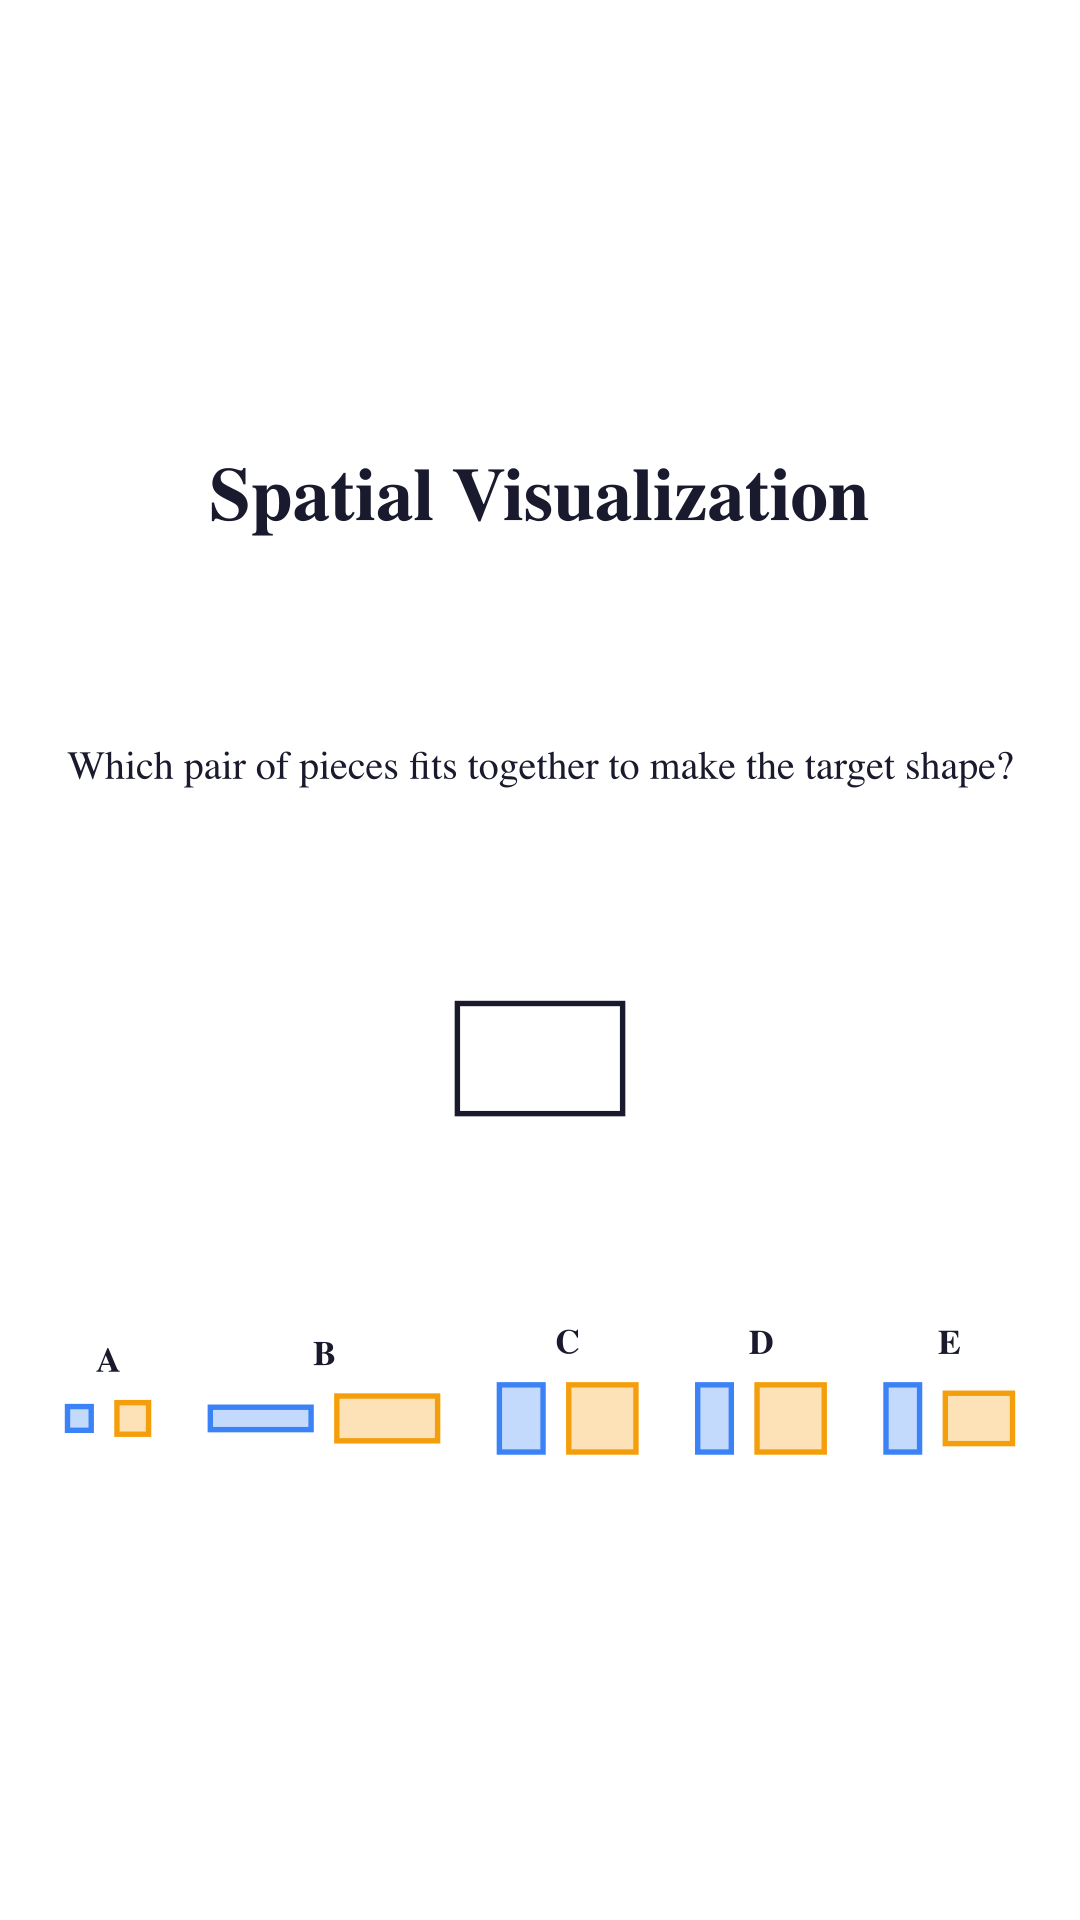 Spatial Visualization
Which pair of pieces fits together to make the target shape?
A B C D E